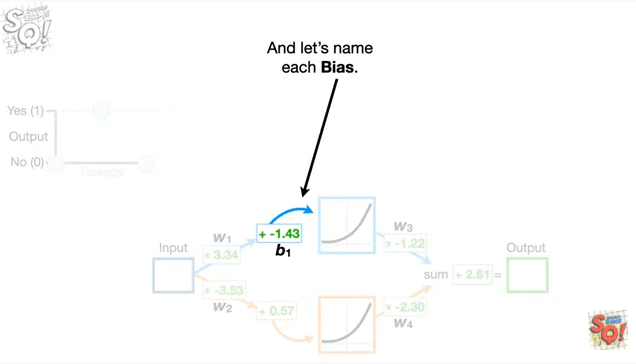 And let's name
each Bias.
Yes (1)
Output
No (0)
Dosage
Input
w1
× 3.34
+ -1.43
b1
w3
× -1.22
Output
sum + 2.61 =
× -3.53
w2
+ 0.57
× -2.30
w4